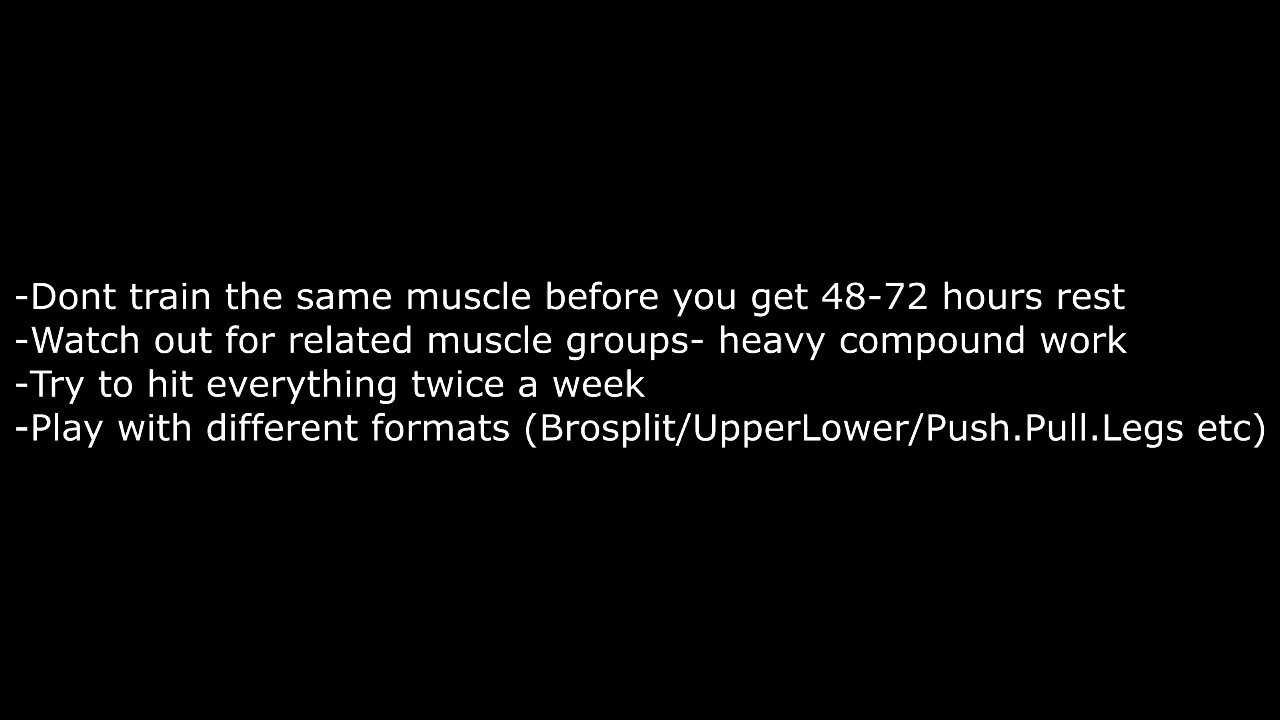 -Dont train the same muscle before you get 48-72 hours rest
-Watch out for related muscle groups- heavy compound work
-Try to hit everything twice a week
-Play with different formats (Brosplit/UpperLower/Push.Pull.Legs etc)